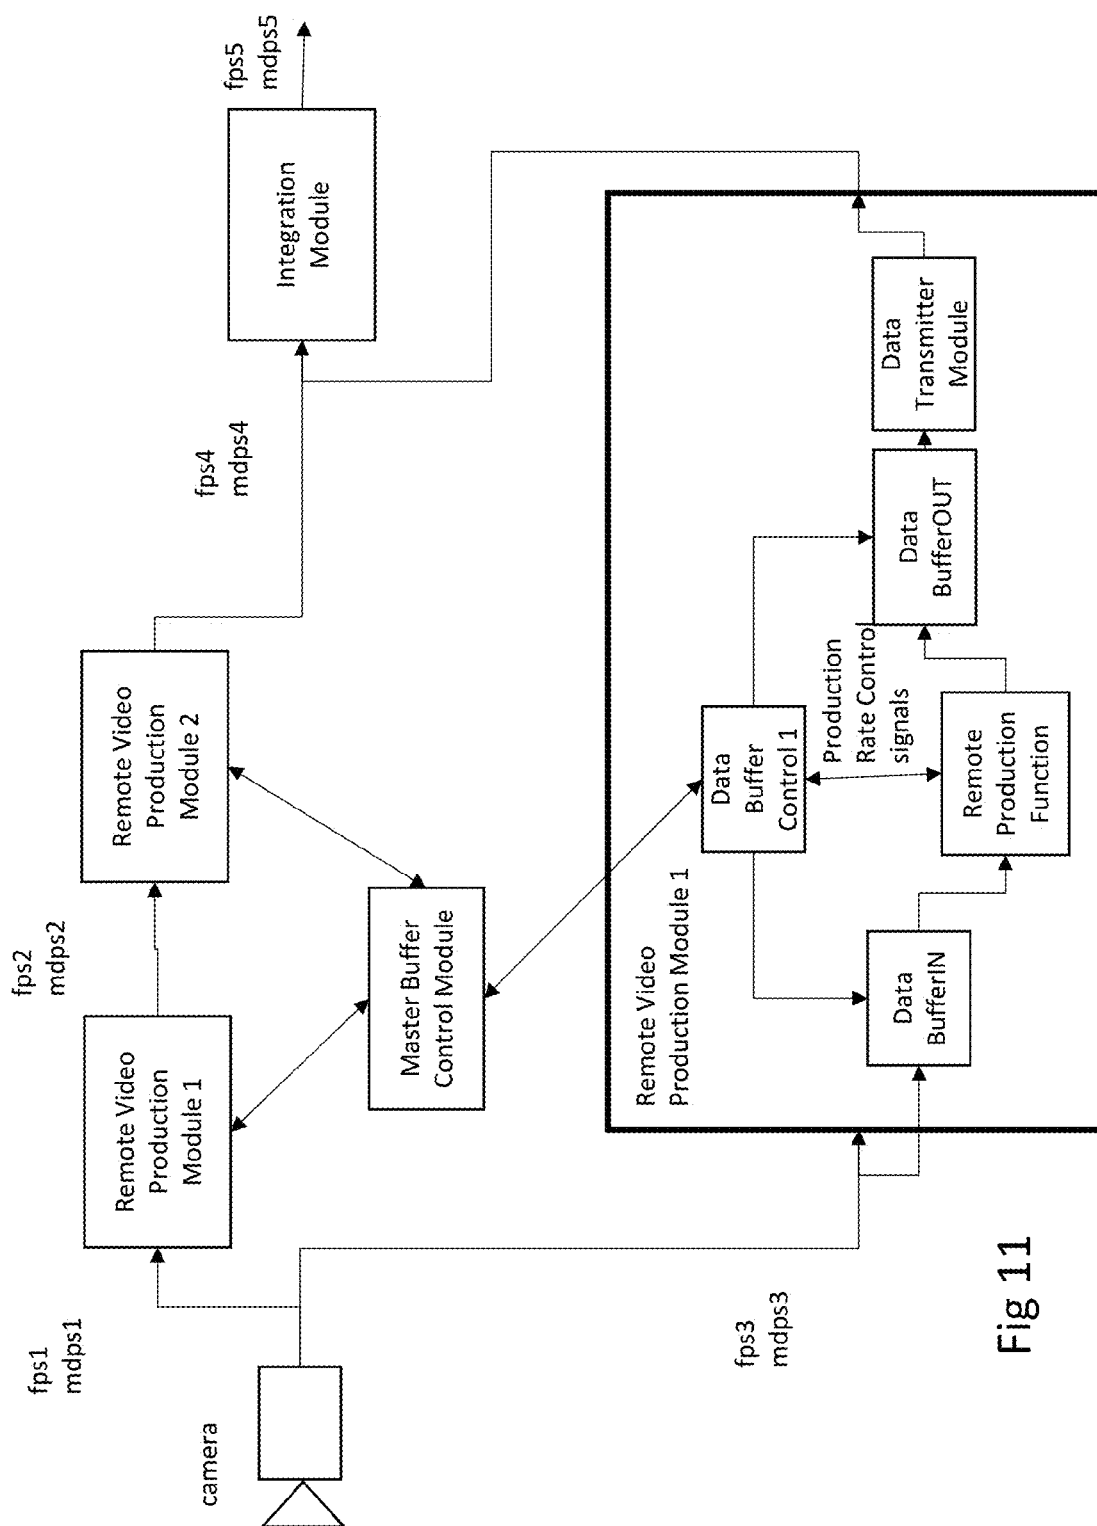 camera
fps1
mdps1
Remote Video
Production
Module 1
fps2
mdps2
Remote Video
Production
Module 2
fps4
mdps4
Integration
Module
fps5
mdps5
Master Buffer
Control Module
fps3
mdps3
Remote Video
Production Module 1
Data
BufferIN
Data
Buffer
Control 1
Production
Rate Control
signals
Remote
Production
Function
Data
BufferOUT
Data
Transmitter
Module
Fig 11